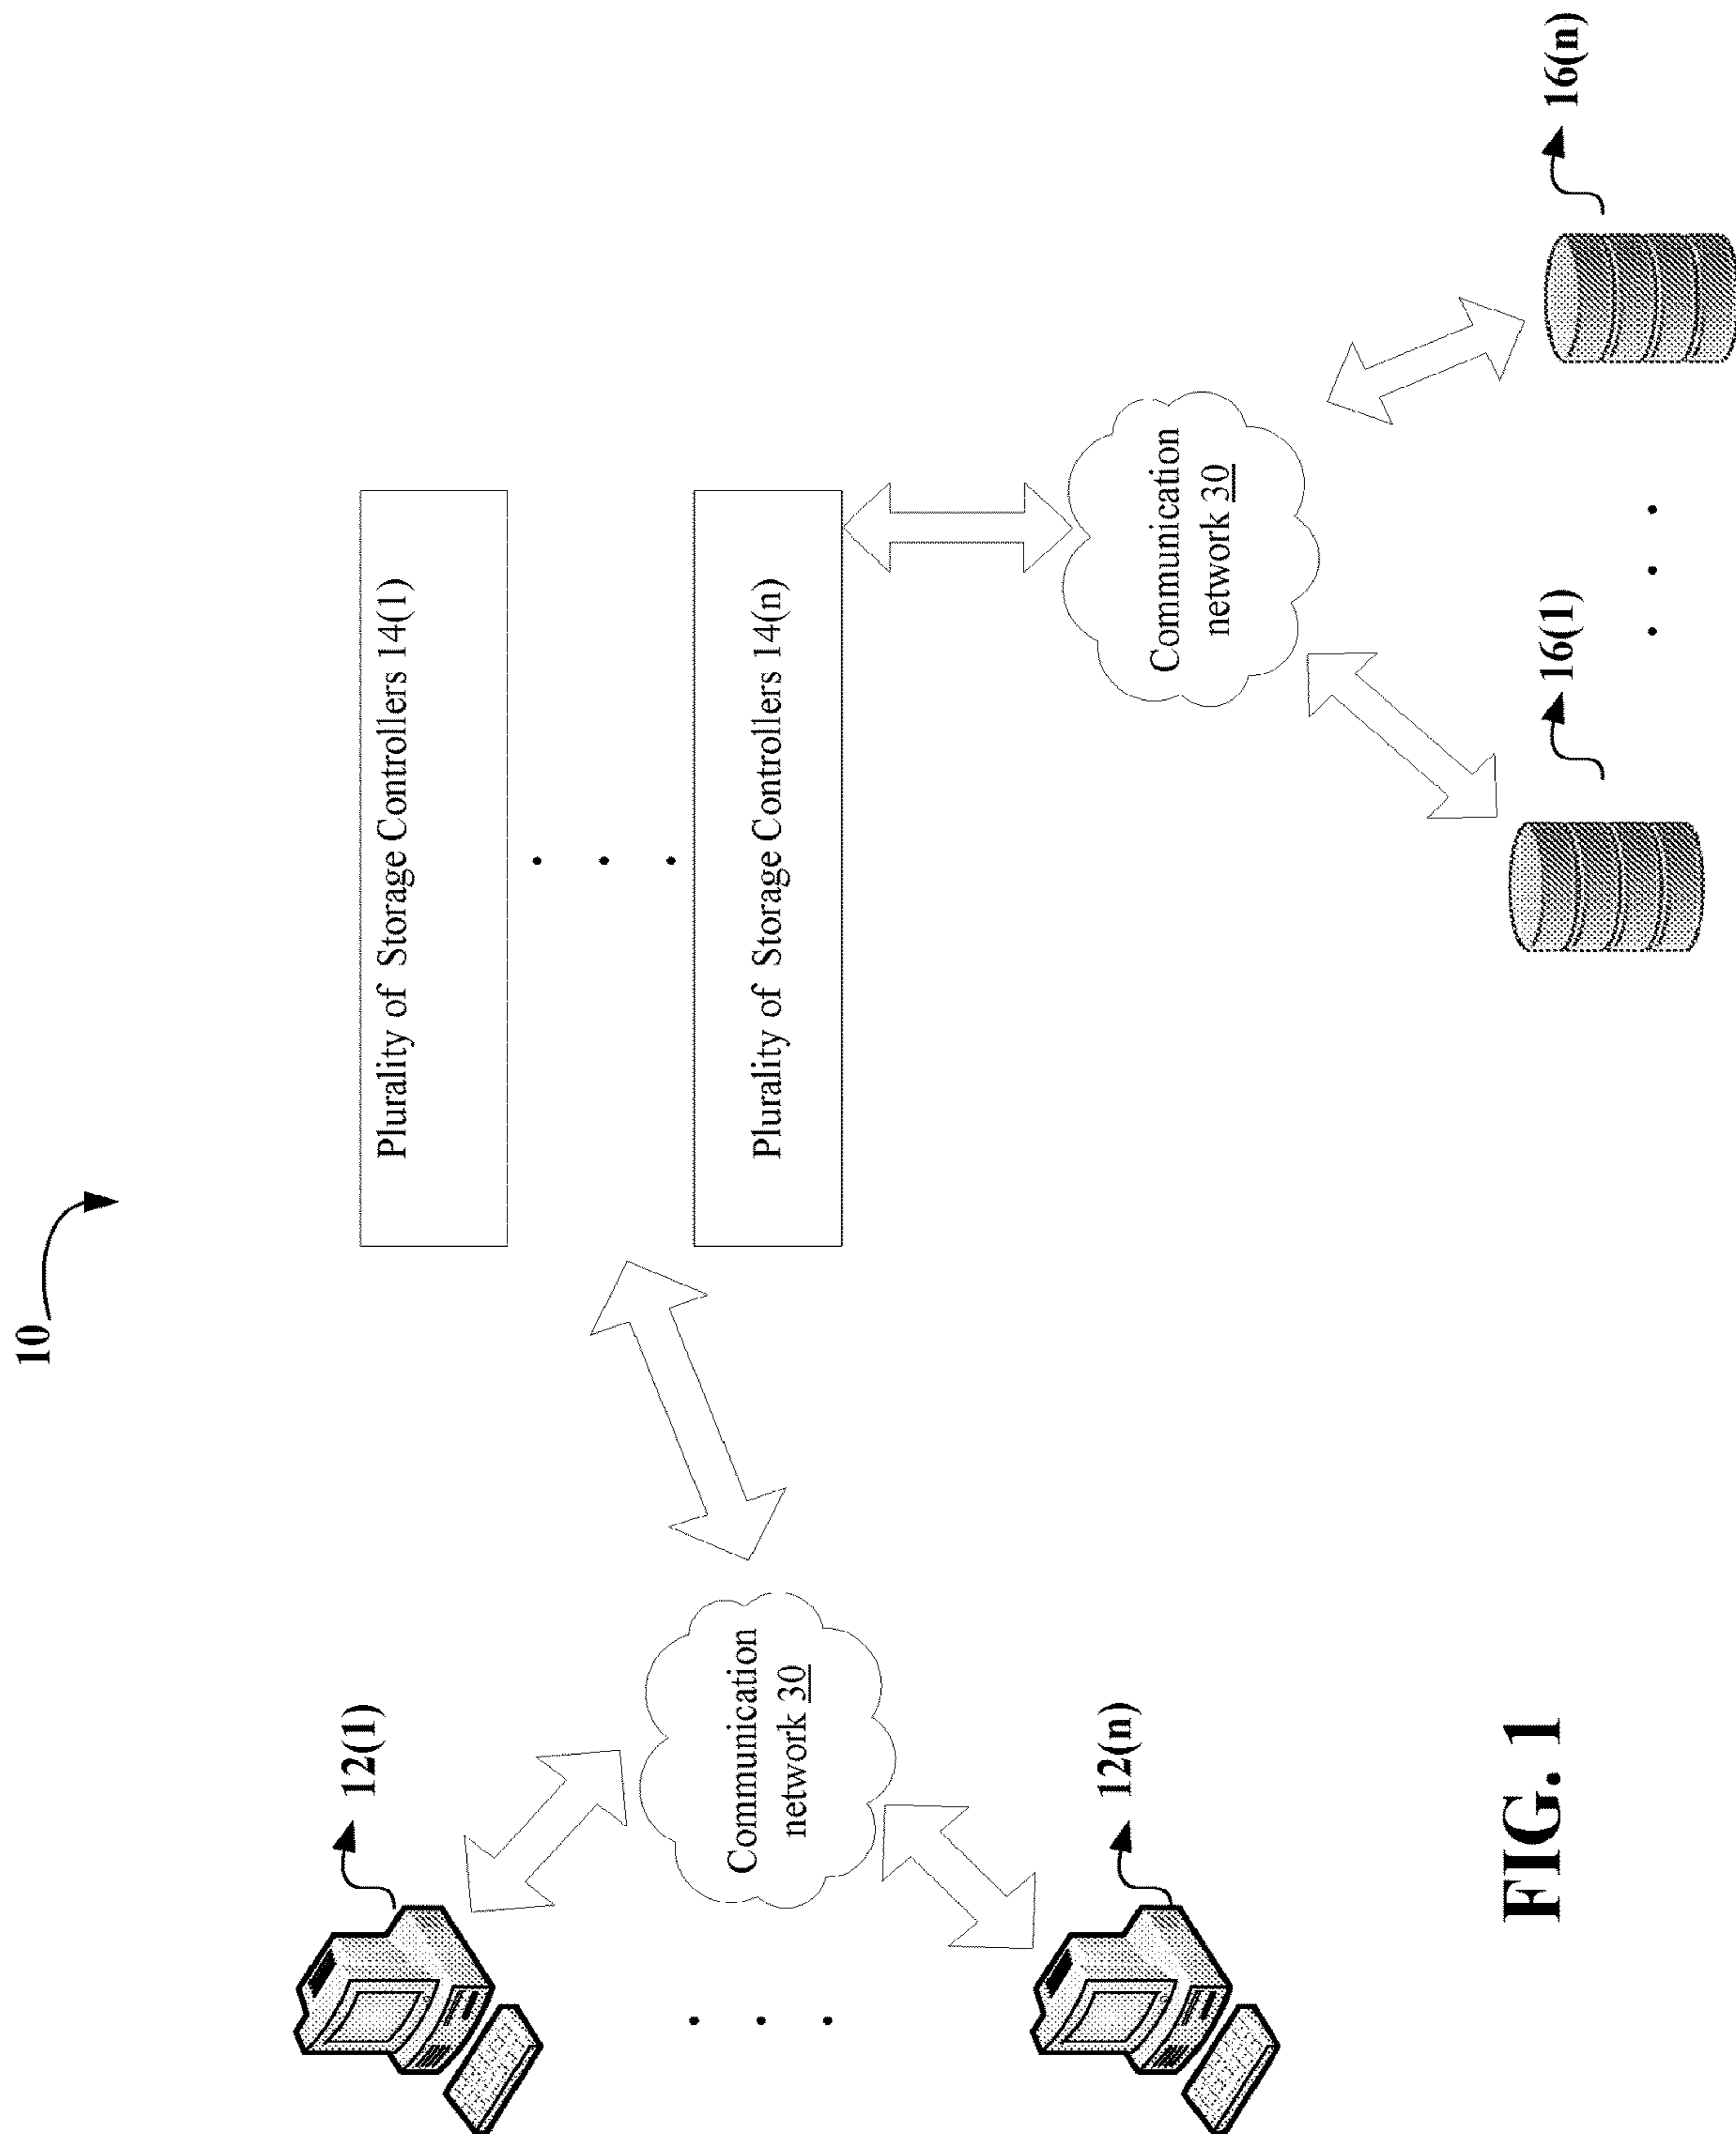 10
Plurality of Storage Controllers 14(1)
Plurality of Storage Controllers 14(n)
12(1)
Communication
network 30
12(n)
Communication
network 30
16(1)
16(n)
FIG. 1